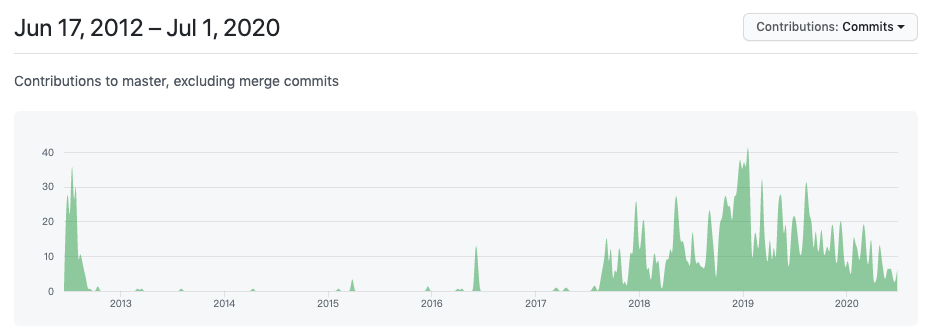 Jun 17, 2012 – Jul 1, 2020
Contributions: Commits
Contributions to master, excluding merge commits
40
30
20
10
0
2013 2014 2015 2016 2017 2018 2019 2020